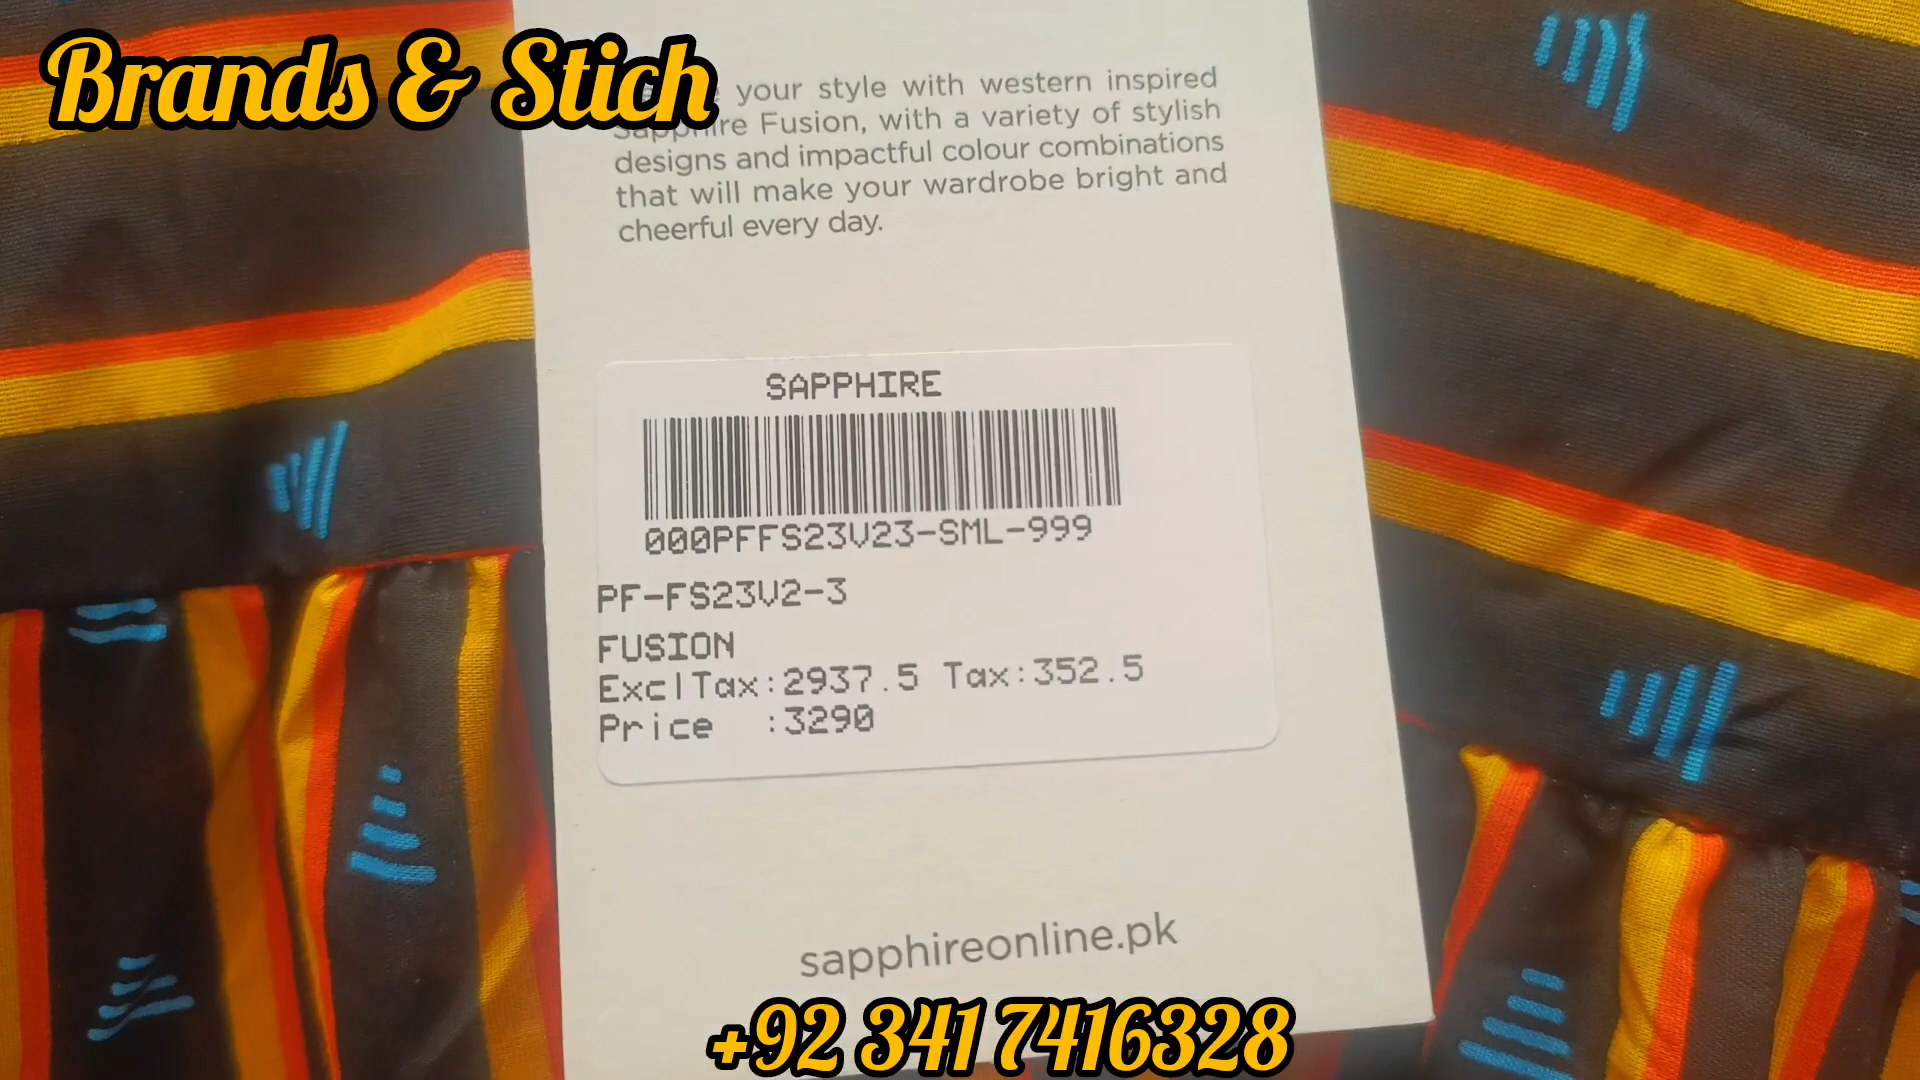 Brands & Stich
your style with western inspired
Sapphire Fusion, with a variety of stylish
designs and impactful colour combinations
that will make your wardrobe bright and
cheerful every day.
SAPPHIRE
000PFFS23V23-SML-999
PF-FS23V2-3
FUSION
ExclTax:2937.5 Tax:352.5
Price :3290
sapphireonline.pk
+92 341 7416328